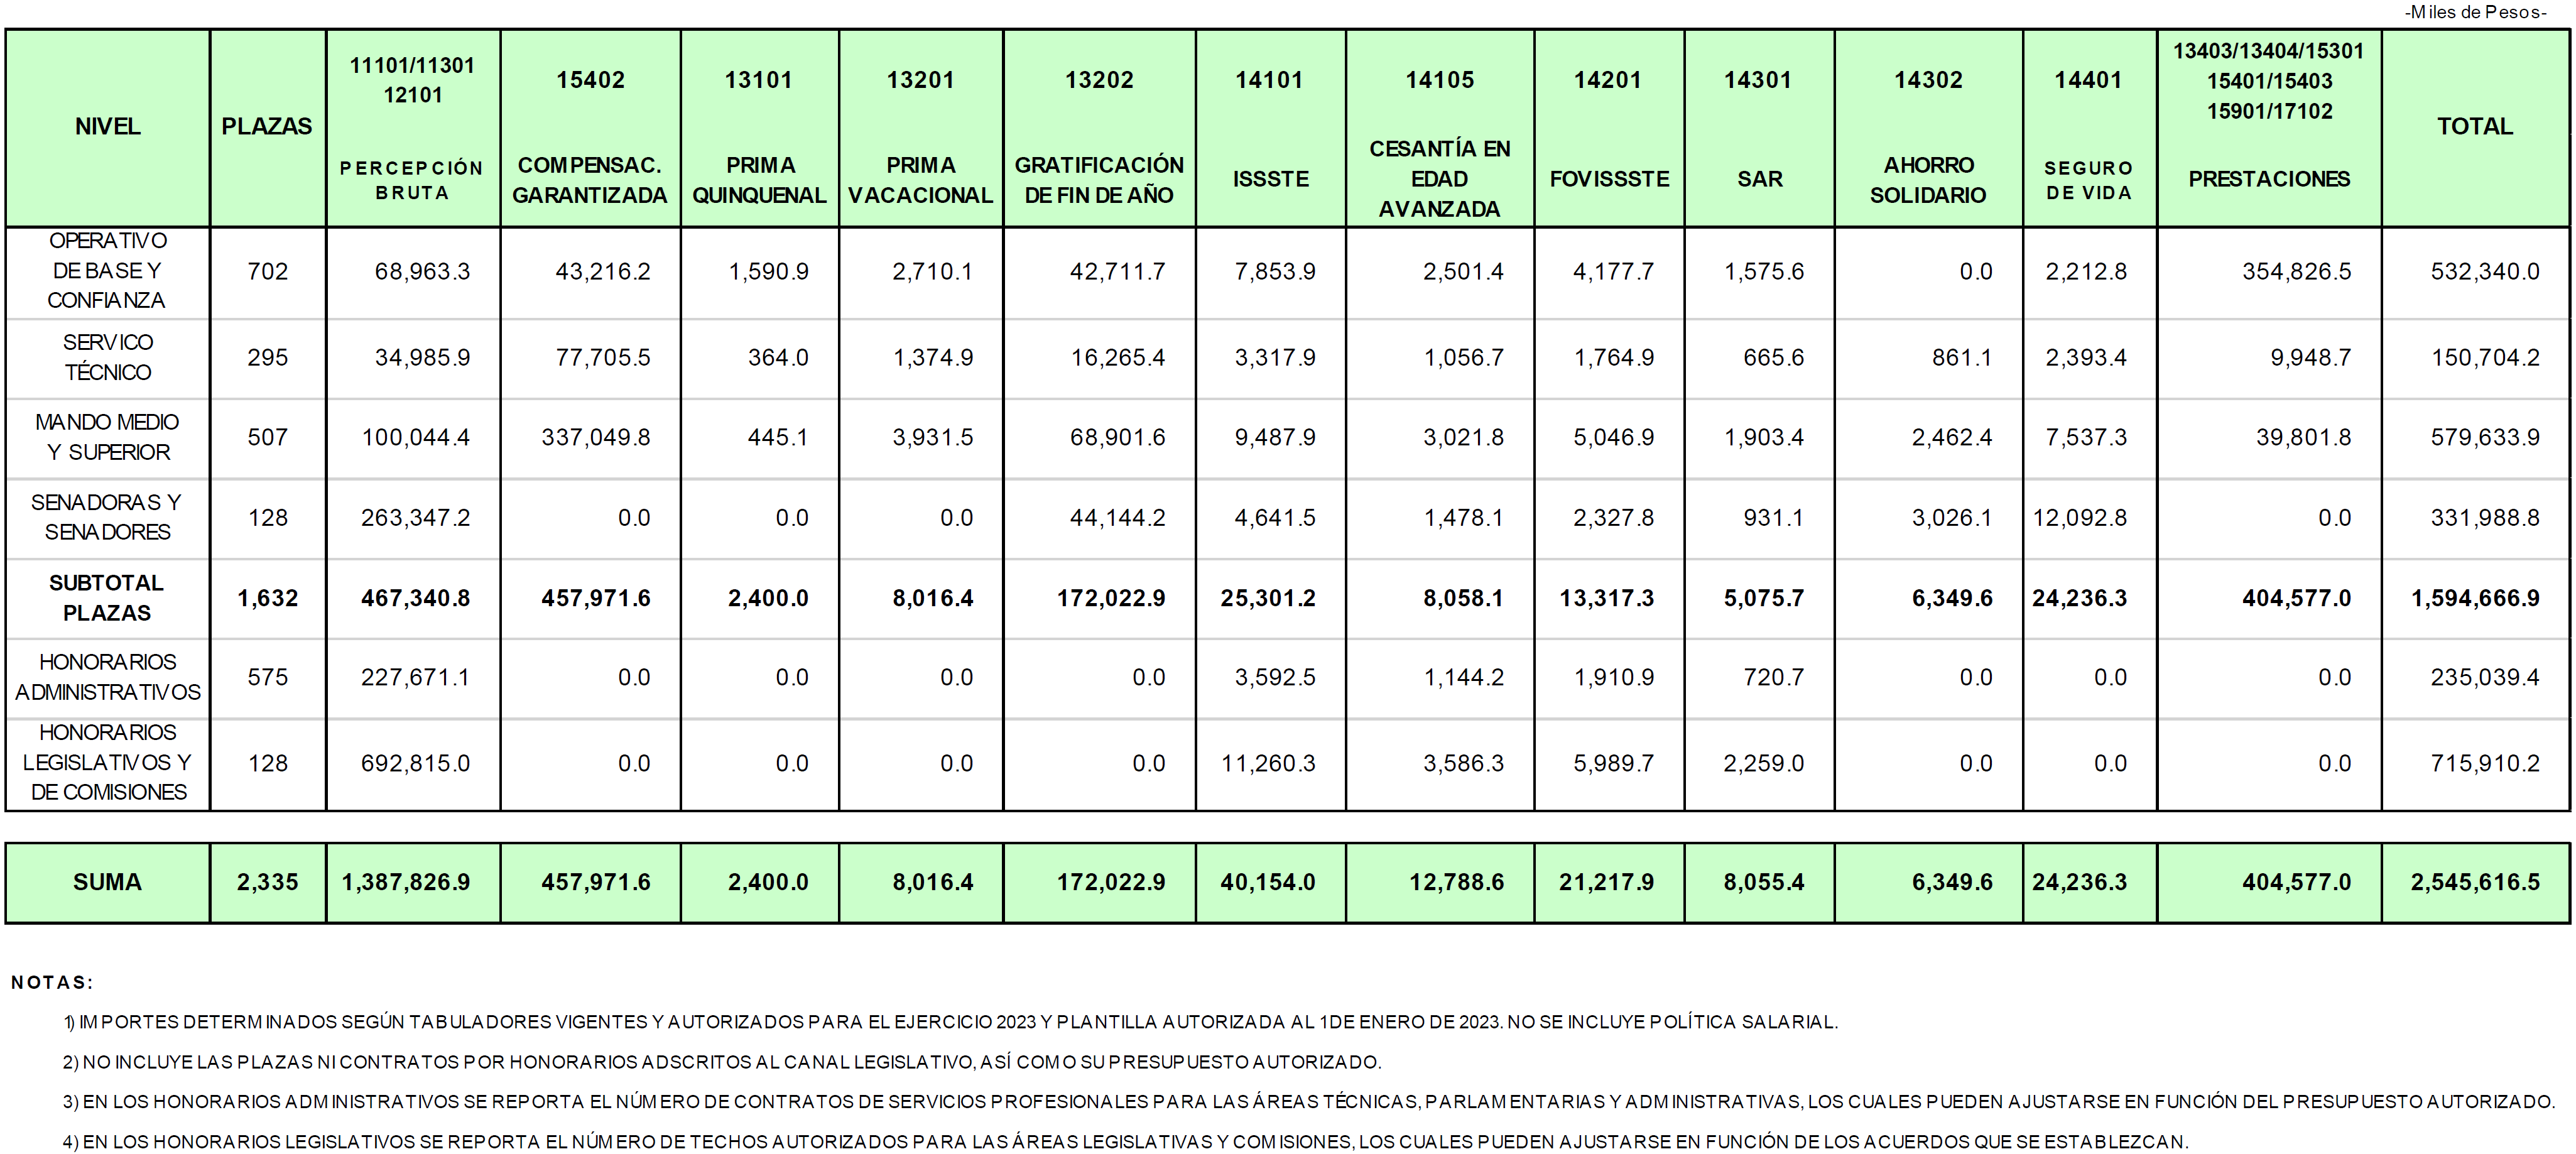 -Miles de Pesos-
NIVEL PLAZAS 11101/11301 12101 PERCEPCIÓN BRUTA 15402 COMPENSAC. GARANTIZADA 13101 PRIMA QUINQUENAL 13201 PRIMA VACACIONAL 13202 GRATIFICACIÓN DE FIN DE AÑO 14101 ISSSTE 14105 CESANTÍA EN EDAD AVANZADA 14201 FOVISSSTE 14301 SAR 14302 AHORRO SOLIDARIO 14401 SEGURO DE VIDA 13403/13404/15301 15401/15403 15901/17102 PRESTACIONES TOTAL
OPERATIVO DE BASE Y CONFIANZA 702 68,963.3 43,216.2 1,590.9 2,710.1 42,711.7 7,853.9 2,501.4 4,177.7 1,575.6 0.0 2,212.8 354,826.5 532,340.0
SERVICO TÉCNICO 295 34,985.9 77,705.5 364.0 1,374.9 16,265.4 3,317.9 1,056.7 1,764.9 665.6 861.1 2,393.4 9,948.7 150,704.2
MANDO MEDIO Y SUPERIOR 507 100,044.4 337,049.8 445.1 3,931.5 68,901.6 9,487.9 3,021.8 5,046.9 1,903.4 2,462.4 7,537.3 39,801.8 579,633.9
SENADORAS Y SENADORES 128 263,347.2 0.0 0.0 0.0 44,144.2 4,641.5 1,478.1 2,327.8 931.1 3,026.1 12,092.8 0.0 331,988.8
SUBTOTAL PLAZAS 1,632 467,340.8 457,971.6 2,400.0 8,016.4 172,022.9 25,301.2 8,058.1 13,317.3 5,075.7 6,349.6 24,236.3 404,577.0 1,594,666.9
HONORARIOS ADMINISTRATIVOS 575 227,671.1 0.0 0.0 0.0 0.0 3,592.5 1,144.2 1,910.9 720.7 0.0 0.0 0.0 235,039.4
HONORARIOS LEGISLATIVOS Y DE COMISIONES 128 692,815.0 0.0 0.0 0.0 0.0 11,260.3 3,586.3 5,989.7 2,259.0 0.0 0.0 0.0 715,910.2
SUMA 2,335 1,387,826.9 457,971.6 2,400.0 8,016.4 172,022.9 40,154.0 12,788.6 21,217.9 8,055.4 6,349.6 24,236.3 404,577.0 2,545,616.5
NOTAS:
1) IMPORTES DETERMINADOS SEGÚN TABULADORES VIGENTES Y AUTORIZADOS PARA EL EJERCICIO 2023 Y PLANTILLA AUTORIZADA AL 1 DE ENERO DE 2023. NO SE INCLUYE POLÍTICA SALARIAL.
2) NO INCLUYE LAS PLAZAS NI CONTRATOS POR HONORARIOS ADSCRITOS AL CANAL LEGISLATIVO, ASÍ COMO SU PRESUPUESTO AUTORIZADO.
3) EN LOS HONORARIOS ADMINISTRATIVOS SE REPORTA EL NÚMERO DE CONTRATOS DE SERVICIOS PROFESIONALES PARA LAS ÁREAS TÉCNICAS, PARLAMENTARIAS Y ADMINISTRATIVAS, LOS CUALES PUEDEN AJUSTARSE EN FUNCIÓN DEL PRESUPUESTO AUTORIZADO.
4) EN LOS HONORARIOS LEGISLATIVOS SE REPORTA EL NÚMERO DE TECHOS AUTORIZADOS PARA LAS ÁREAS LEGISLATIVAS Y COMISIONES, LOS CUALES PUEDEN AJUSTARSE EN FUNCIÓN DE LOS ACUERDOS QUE SE ESTABLEZCAN.